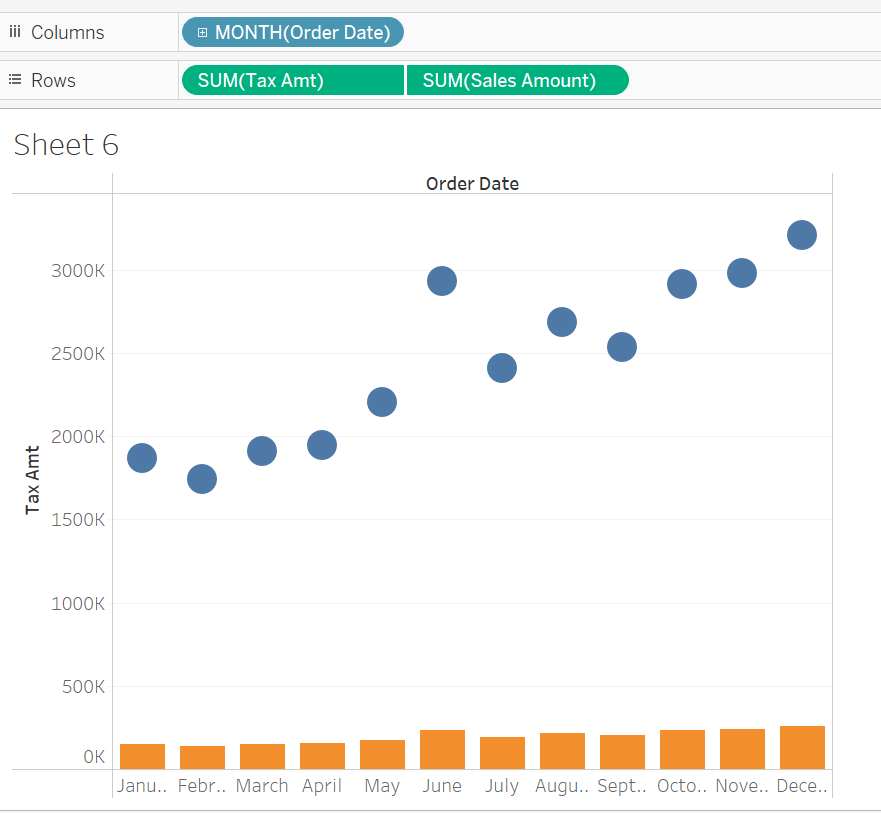 Columns MONTH(Order Date)
Rows SUM(Tax Amt) SUM(Sales Amount)
Sheet 6
Order Date
3000K
2500K
2000K
1500K
1000K
500K
0K
Tax Amt
Janu.. Febr.. March April May June July Augu.. Sept.. Octo.. Nove.. Dece..